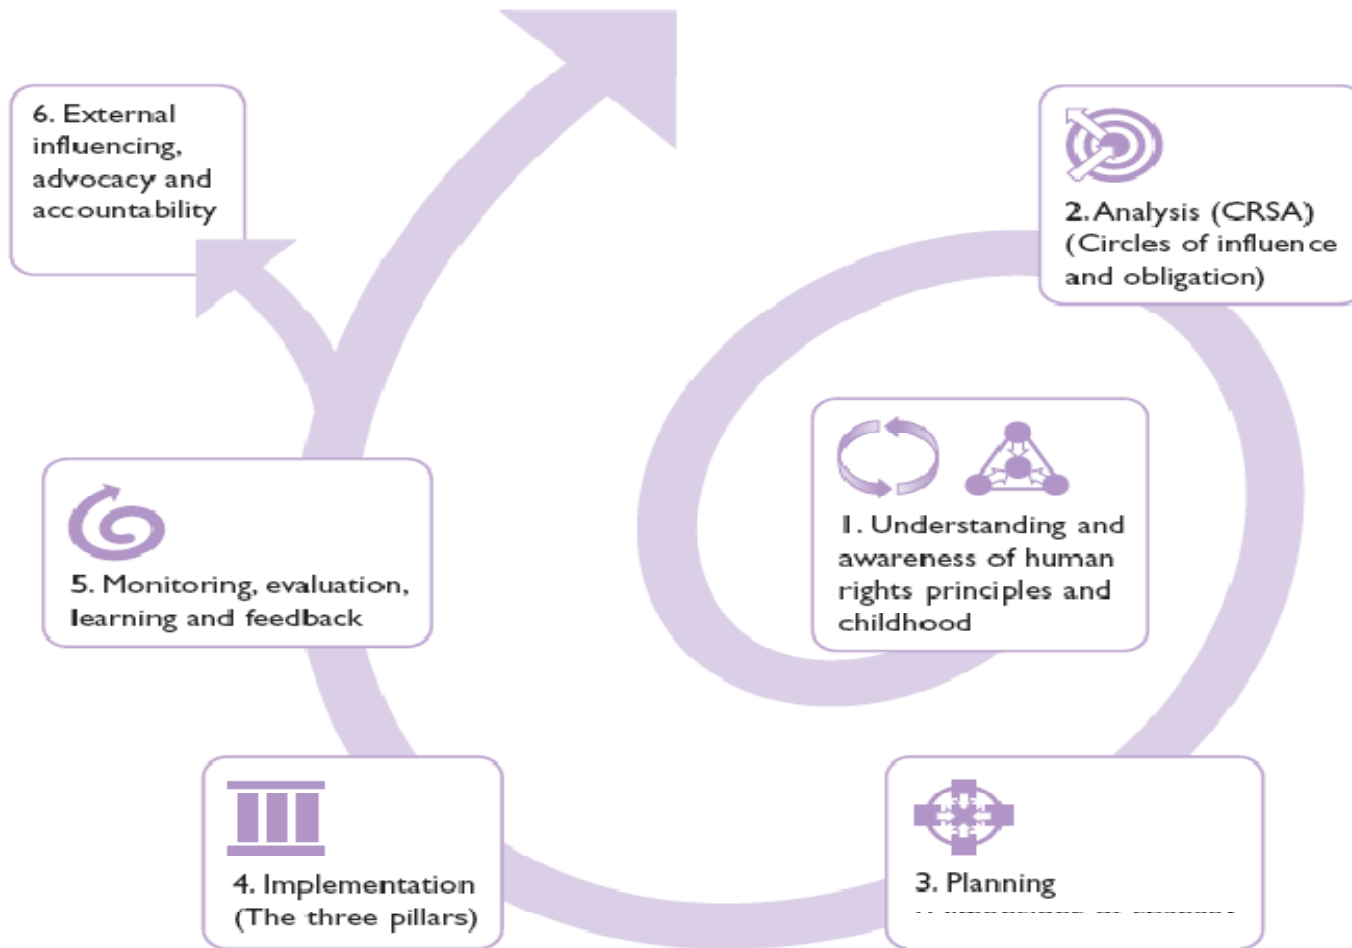 6. External
influencing,
advocacy and
accountability
2. Analysis (CRSA)
(Circles of influence
and obligation)
1. Understanding and
awareness of human
rights principles and
childhood
5. Monitoring, evaluation,
learning and feedback
4. Implementation
(The three pillars)
3. Planning